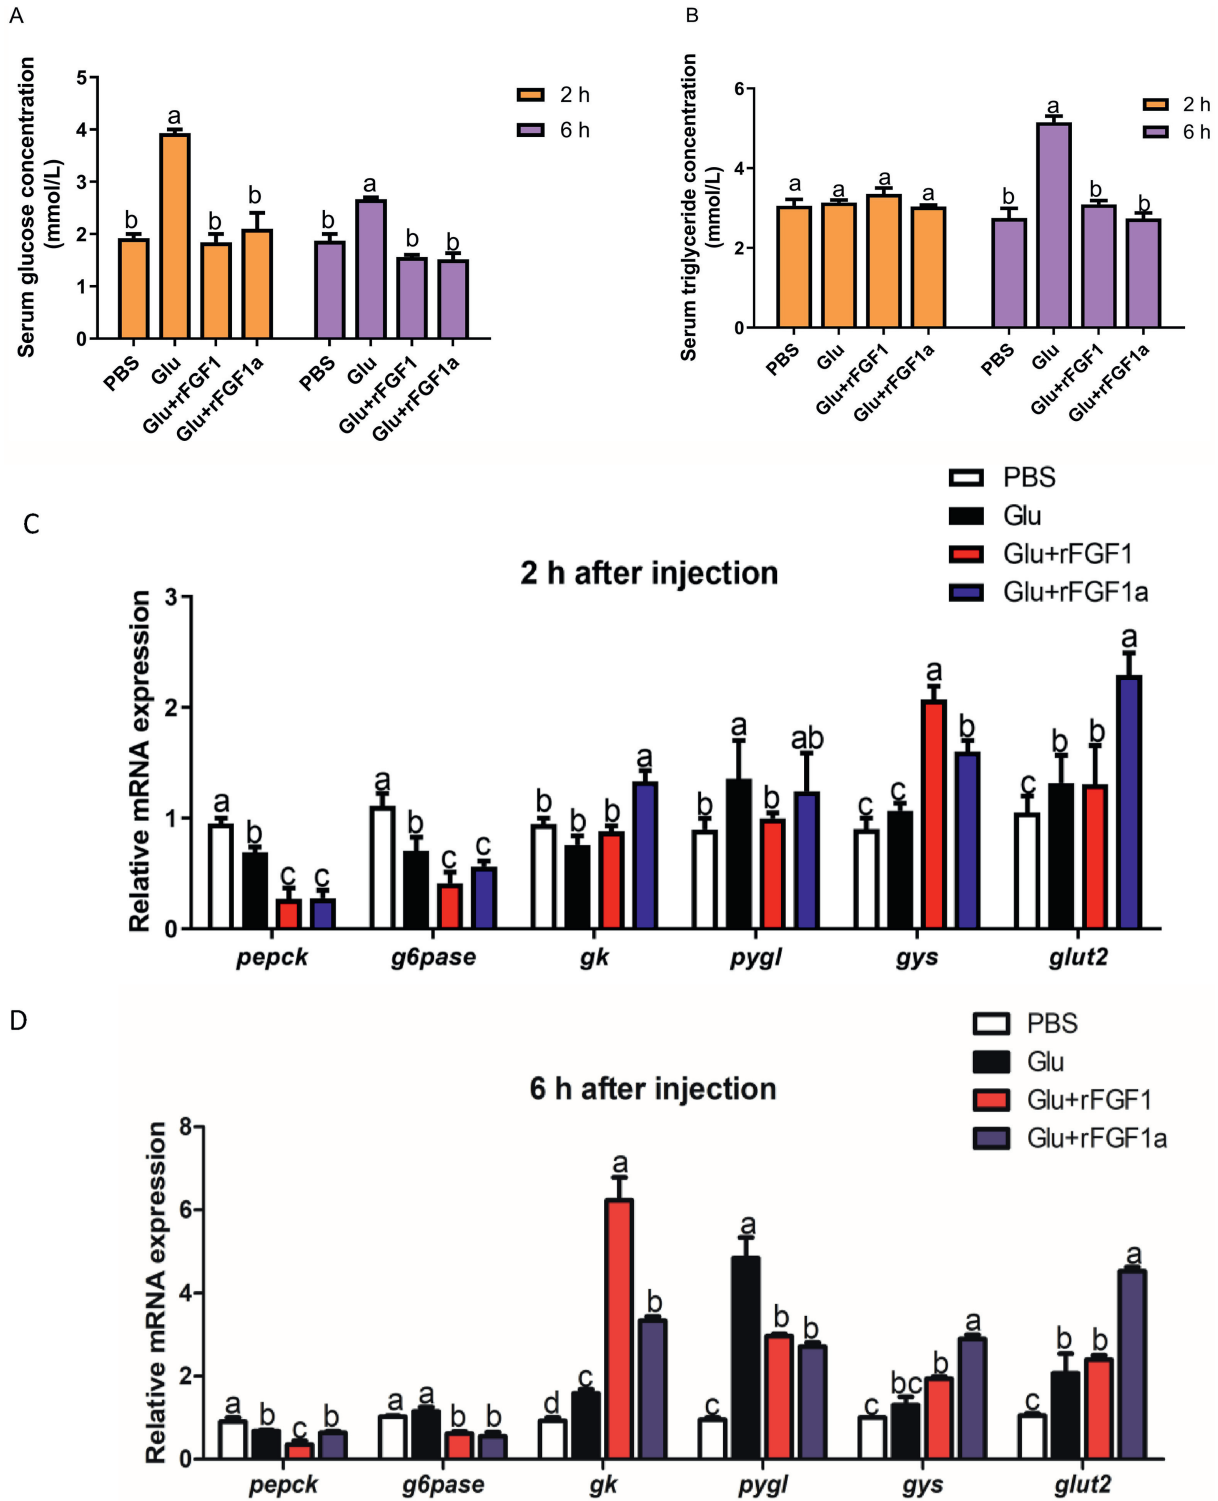 A
Serum glucose concentration
(mmol/L)
5
4
3
2
1
0
b
a
b
b
b
a
b
b
PBS
Glu
Glu+rFGF1
Glu+rFGF1a
PBS
Glu
Glu+rFGF1
Glu+rFGF1a
2 h
6 h
B
Serum triglyceride concentration
(mmol/L)
6
4
2
0
a
a
a
a
b
a
b
b
PBS
Glu
Glu+rFGF1
Glu+rFGF1a
PBS
Glu
Glu+rFGF1
Glu+rFGF1a
2 h
6 h
C
PBS
Glu
Glu+rFGF1
Glu+rFGF1a
2 h after injection
Relative mRNA expression
3
2
1
0
a
b
c
c
a
b
c
c
b
b
b
a
b
a
b
ab
c
c
a
b
c
b
b
a
pepck
g6pase
gk
pygl
gys
glut2
D
PBS
Glu
Glu+rFGF1
Glu+rFGF1a
6 h after injection
Relative mRNA expression
8
6
4
2
0
a
b
c
b
a
a
b
b
d
c
a
b
c
a
b
b
c
bc
b
a
c
b
b
a
pepck
g6pase
gk
pygl
gys
glut2